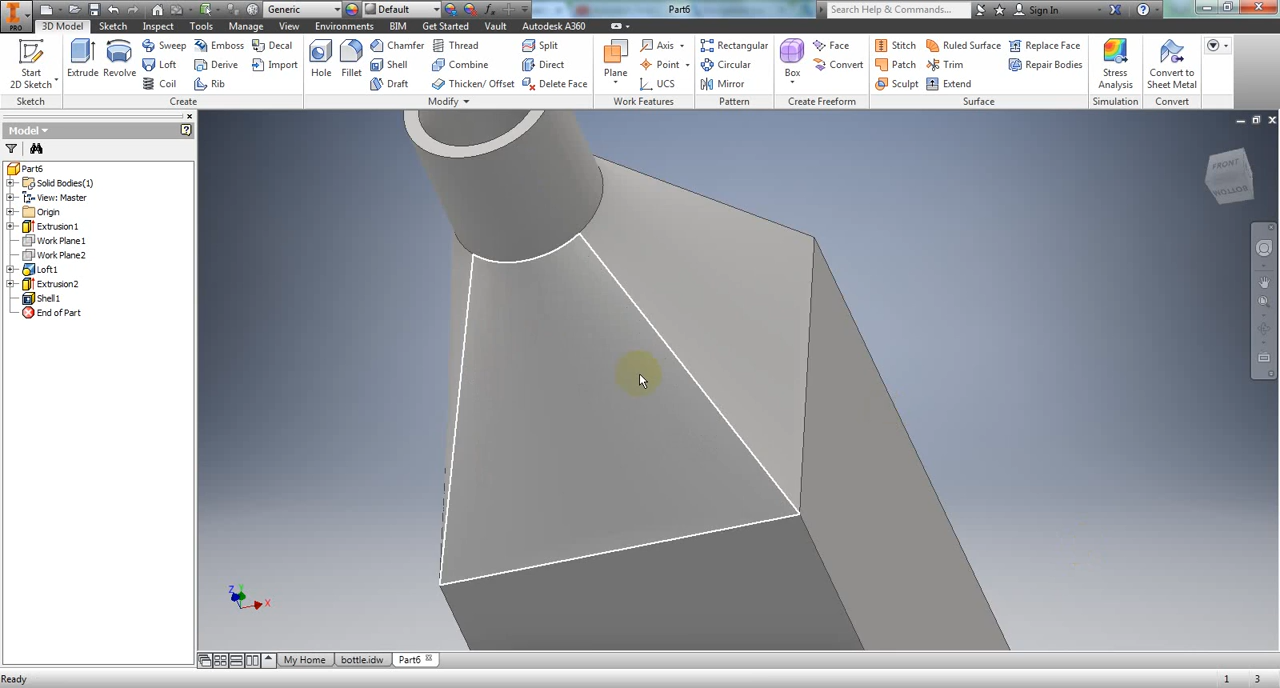 Generic
Default
Part6
Search Help & Commands...
Sign In
PRO
3D Model
Sketch
Inspect
Tools
Manage
View
Environments
BIM
Get Started
Vault
Autodesk A360
Start
2D Sketch
Extrude
Revolve
Sweep
Emboss
Decal
Loft
Derive
Import
Coil
Rib
Hole
Fillet
Chamfer
Thread
Split
Shell
Combine
Direct
Draft
Thicken/ Offset
Delete Face
Plane
Axis
Point
UCS
Rectangular
Circular
Mirror
Box
Face
Convert
Stitch
Ruled Surface
Replace Face
Patch
Trim
Repair Bodies
Sculpt
Extend
Stress
Analysis
Convert to
Sheet Metal
Sketch
Create
Modify
Work Features
Pattern
Create Freeform
Surface
Simulation
Convert
Model
Part6
Solid Bodies(1)
View: Master
Origin
Extrusion1
Work Plane1
Work Plane2
Loft1
Extrusion2
Shell1
End of Part
FRONT
BOTTOM
Z
Y
X
My Home
bottle.idw
Part6
Ready
1
3